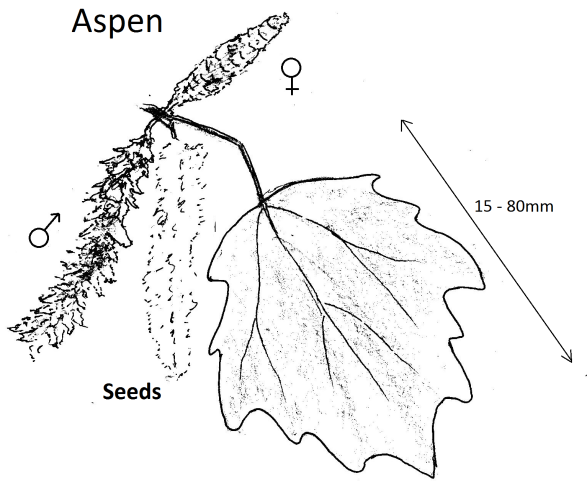 Aspen
♀
♂
15 - 80mm
Seeds